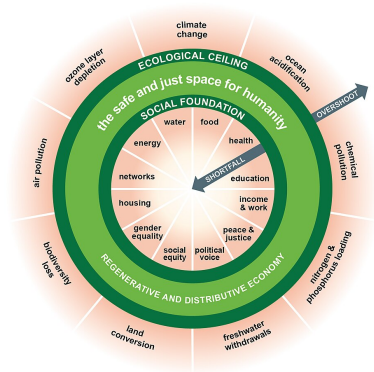 climate
change
ocean
acidification
chemical
pollution
nitrogen &
phosphorus loading
freshwater
withdrawals
land
conversion
biodiversity
loss
air pollution
ozone layer
depletion
ECOLOGICAL CEILING
the safe and just space for humanity
SOCIAL FOUNDATION
OVERSHOOT
SHORTFALL
water
food
health
education
income
& work
peace &
justice
political
voice
social
equity
gender
equality
housing
networks
energy
REGENERATIVE AND DISTRIBUTIVE ECONOMY